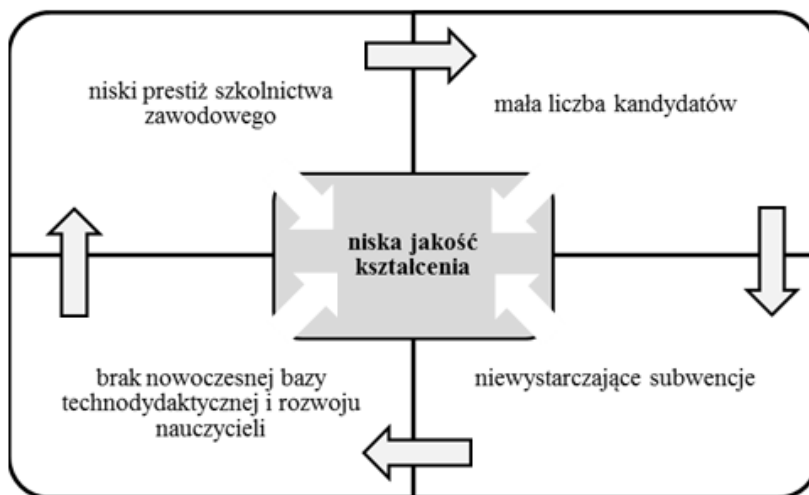 niski prestiż szkolnictwa
zawodowego
mała liczba kandydatów
niska jakość
kształcenia
brak nowoczesnej bazy
technodydaktycznej i rozwoju
nauczycieli
niewystarczające subwencje